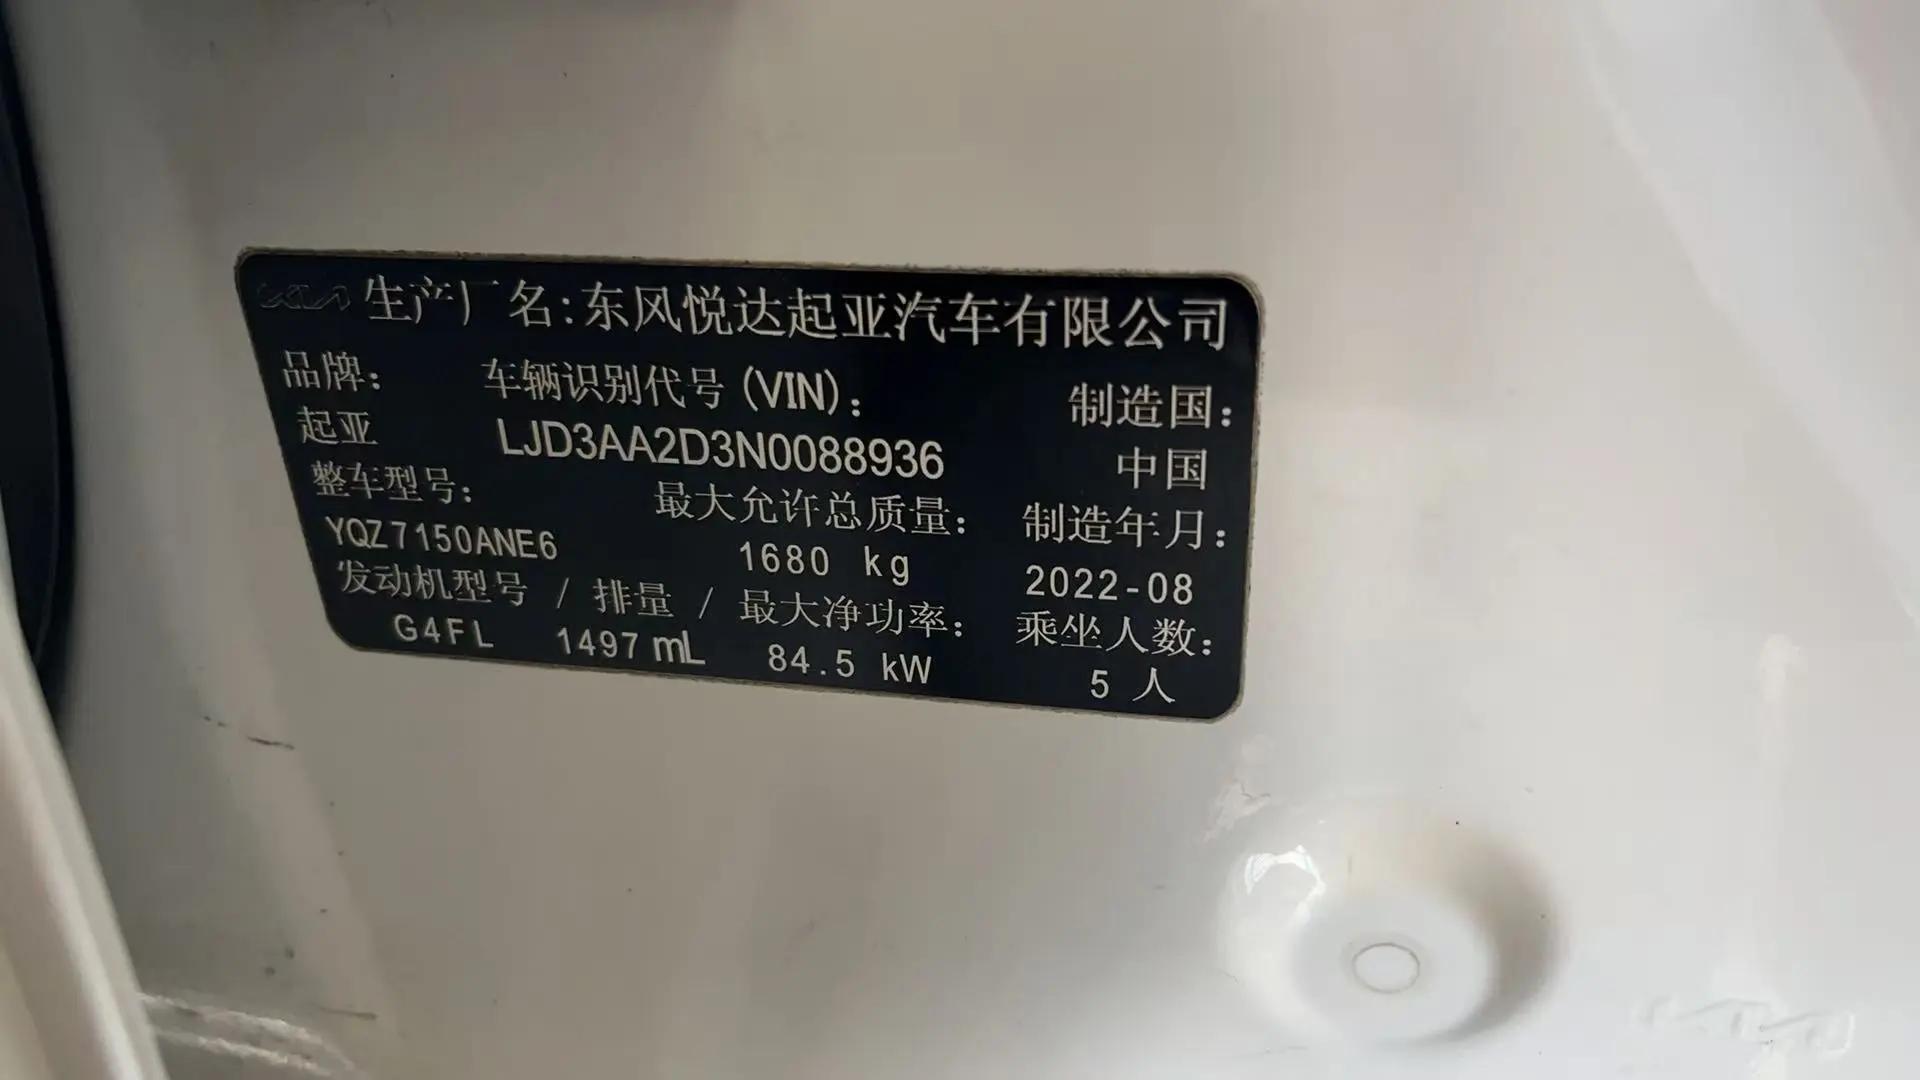 KIA 生产厂名:东风悦达起亚汽车有限公司
品牌: 车辆识别代号(VIN): 制造国:
起亚 LJD3AA2D3N0088936 中国
整车型号: 最大允许总质量: 制造年月:
YQZ7150ANE6 1680 kg 2022-08
发动机型号 / 排量 / 最大净功率: 乘坐人数:
G4FL 1497 mL 84.5 kW 5 人